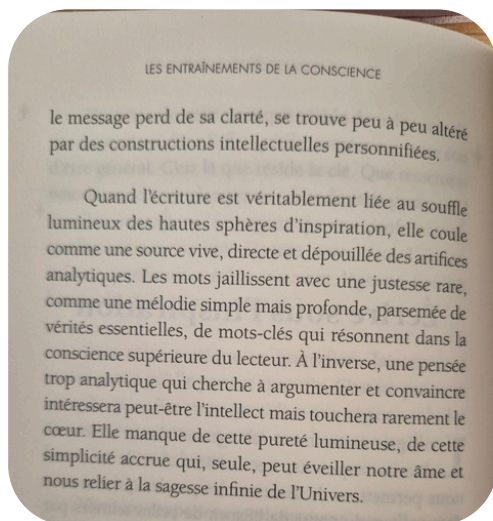 LES ENTRAÎNEMENTS DE LA CONSCIENCE
le message perd de sa clarté, se trouve peu à peu altéré
par des constructions intellectuelles personnifiées.
Quand l'écriture est véritablement liée au souffle
lumineux des hautes sphères d'inspiration, elle coule
comme une source vive, directe et dépouillée des artifices
analytiques. Les mots jaillissent avec une justesse rare,
comme une mélodie simple mais profonde, parsemée de
vérités essentielles, de mots-clés qui résonnent dans la
conscience supérieure du lecteur. À l'inverse, une pensée
trop analytique qui cherche à argumenter et convaincre
intéressera peut-être l'intellect mais touchera rarement le
cœur. Elle manque de cette pureté lumineuse, de cette
simplicité accrue qui, seule, peut éveiller notre âme et
nous relier à la sagesse infinie de l'Univers.